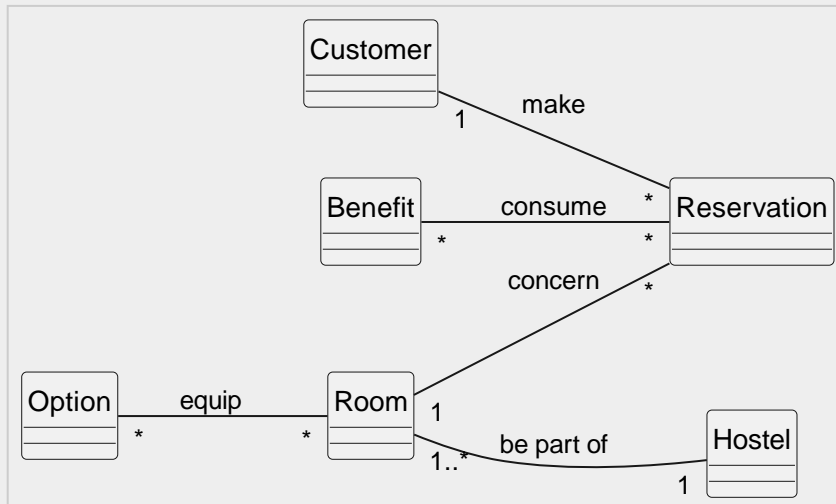 Customer
make
1
*
Benefit
consume
Reservation
*
*
concern
*
Option
equip
Room
*
*
1
1..*
be part of
Hostel
1